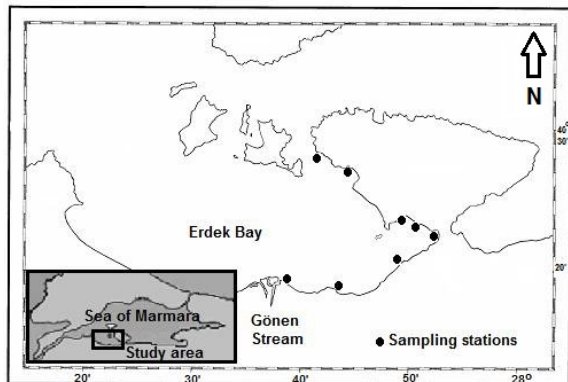 N
40°
30'
Erdek Bay
20'
Sea of Marmara
Study area
Gönen
Stream
Sampling stations
20' 30' 40' 50' 28°